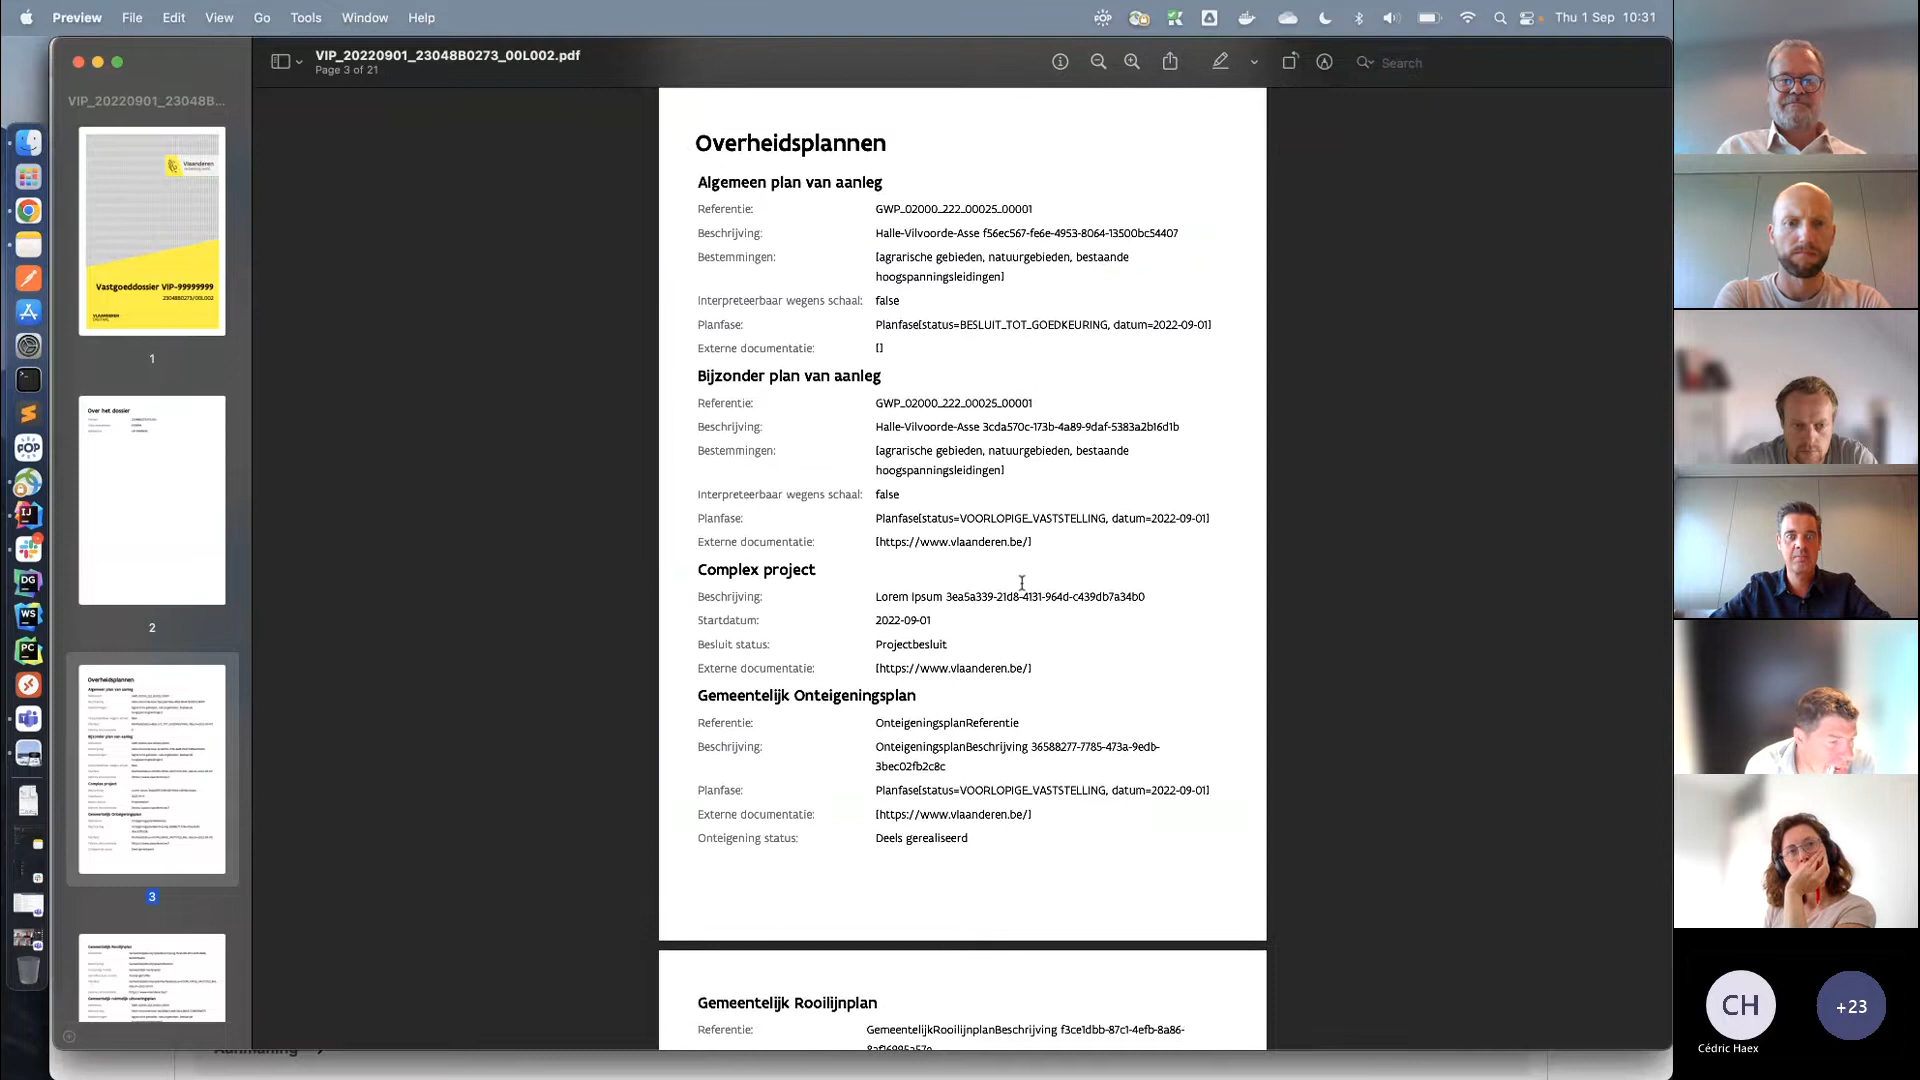 Preview File Edit View Go Tools Window Help
Thu 1 Sep 10:31
VIP_20220901_23048B0273_00L002.pdf
Page 3 of 21
Search
VIP_20220901_23048B...
Vlaanderen
Vastgoeddossier VIP-99999999
23048B0273/00L002
1
Over het dossier
2
3
Overheidsplannen
Algemeen plan van aanleg
Referentie: GWP_02000_222_00025_00001
Beschrijving: Halle-Vilvoorde-Asse f56ec567-fe6e-4953-8064-13500bc54407
Bestemmingen: [agrarische gebieden, natuurgebieden, bestaande
hoogspanningsleidingen]
Interpreteerbaar wegens schaal: false
Planfase: Planfase[status=BESLUIT_TOT_GOEDKEURING, datum=2022-09-01]
Externe documentatie: []
Bijzonder plan van aanleg
Referentie: GWP_02000_222_00025_00001
Beschrijving: Halle-Vilvoorde-Asse 3cda570c-173b-4a89-9daf-5383a2b16d1b
Bestemmingen: [agrarische gebieden, natuurgebieden, bestaande
hoogspanningsleidingen]
Interpreteerbaar wegens schaal: false
Planfase: Planfase[status=VOORLOPIGE_VASTSTELLING, datum=2022-09-01]
Externe documentatie: [https://www.vlaanderen.be/]
Complex project
Beschrijving: Lorem Ipsum 3ea5a339-21d8-4131-964d-c439db7a34b0
Startdatum: 2022-09-01
Besluit status: Projectbesluit
Externe documentatie: [https://www.vlaanderen.be/]
Gemeentelijk Onteigeningsplan
Referentie: OnteigeningsplanReferentie
Beschrijving: OnteigeningsplanBeschrijving 36588277-7785-473a-9edb-
3bec02fb2c8c
Planfase: Planfase[status=VOORLOPIGE_VASTSTELLING, datum=2022-09-01]
Externe documentatie: [https://www.vlaanderen.be/]
Onteigening status: Deels gerealiseerd
Gemeentelijk Rooilijnplan
Referentie: GemeentelijkRooilijnplanBeschrijving f3ce1dbb-87c1-4efb-8a86-
Aanmaning
CH
+23
Cédric Haex